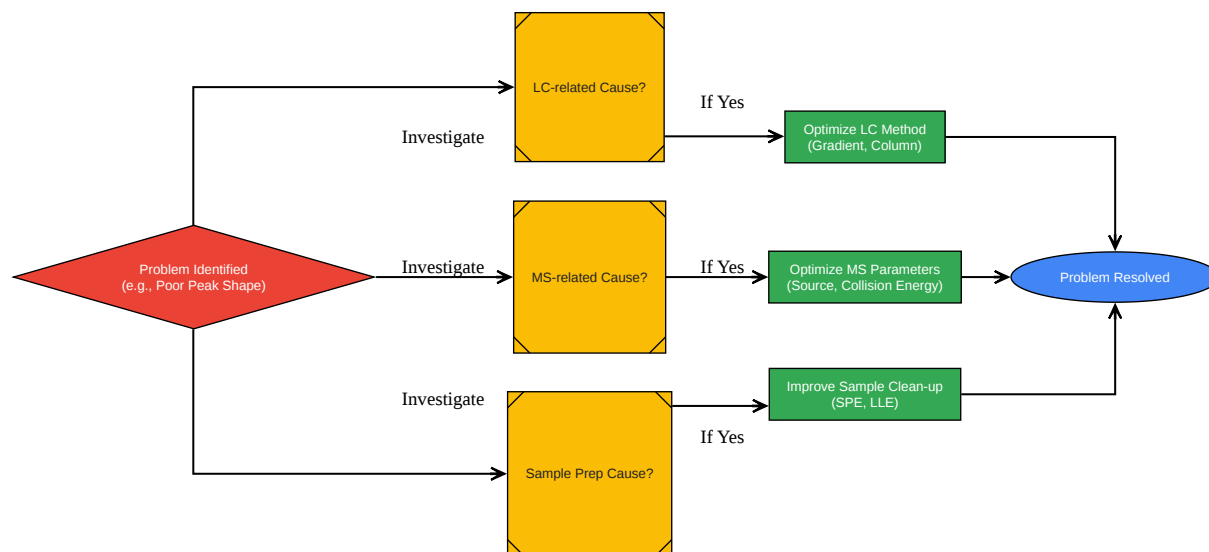 LC-related Cause?
If Yes
Investigate
Optimize LC Method
(Gradient, Column)
Problem Identified
(e.g., Poor Peak Shape)
Investigate
MS-related Cause?
If Yes
Optimize MS Parameters
(Source, Collision Energy)
Problem Resolved
Investigate
Improve Sample Clean-up
(SPE, LLE)
If Yes
Sample Prep Cause?